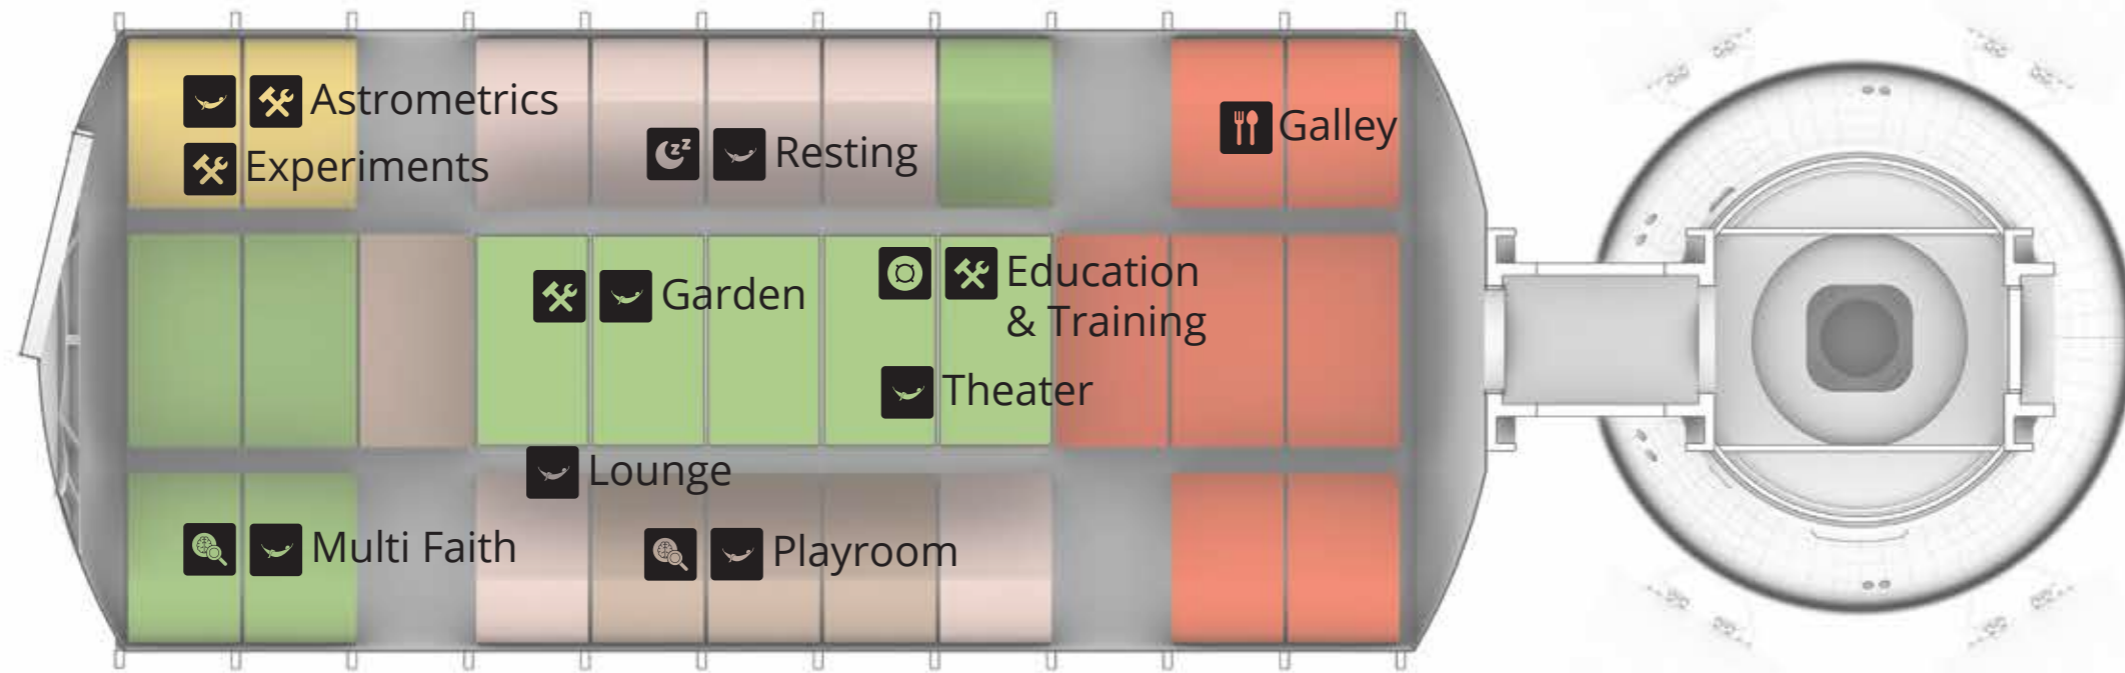 Astrometrics
Experiments
Resting
Galley
Garden
Education
& Training
Theater
Lounge
Multi Faith
Playroom